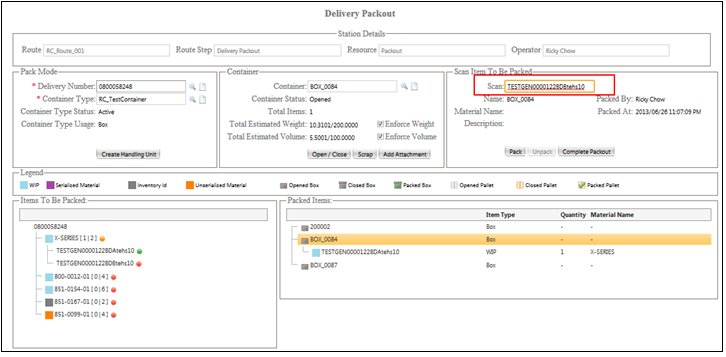 Delivery Packout
Station Details
Route RC_Route_001 Route Step Delivery Packout Resource Packout Operator Ricky Chow
Pack Mode
* Delivery Number: 0800058248
* Container Type: RC_TestContainer
Container Type Status: Active
Container Type Usage: Box
Create Handling Unit
Container
Container: BOX_0084
Container Status: Opened
Total Items: 1
Total Estimated Weight: 10.3101/200.0000 Enforce Weight
Total Estimated Volume: 5.5001/100.0000 Enforce Volume
Open / Close Scrap Add Attachment
Scan Item To Be Packed
Scan: TESTGEN00001228DBtehs10
Name: BOX_0084 Packed By: Ricky Chow
Material Name: Packed At: 2013/06/26 11:07:09 PM
Description:
Pack Unpack Complete Packout
Legend
WIP Serialized Material Inventory Id Unserialized Material Opened Box Closed Box Packed Box Opened Pallet Closed Pallet Packed Pallet
Items To Be Packed:
0800058248
X-SERIES [ 1 | 2 ]
TESTGEN00001228DAtehs10
TESTGEN00001228DBtehs10
800-0012-01 [ 0 | 4 ]
851-0154-01 [ 0 | 6 ]
851-0167-01 [ 0 | 2 ]
851-0099-01 [ 0 | 4 ]
Packed Items:
Item Type Quantity Material Name
200002 Box - -
BOX_0084 Box - -
TESTGEN00001228DAtehs10 WIP 1 X-SERIES
BOX_0087 Box - -